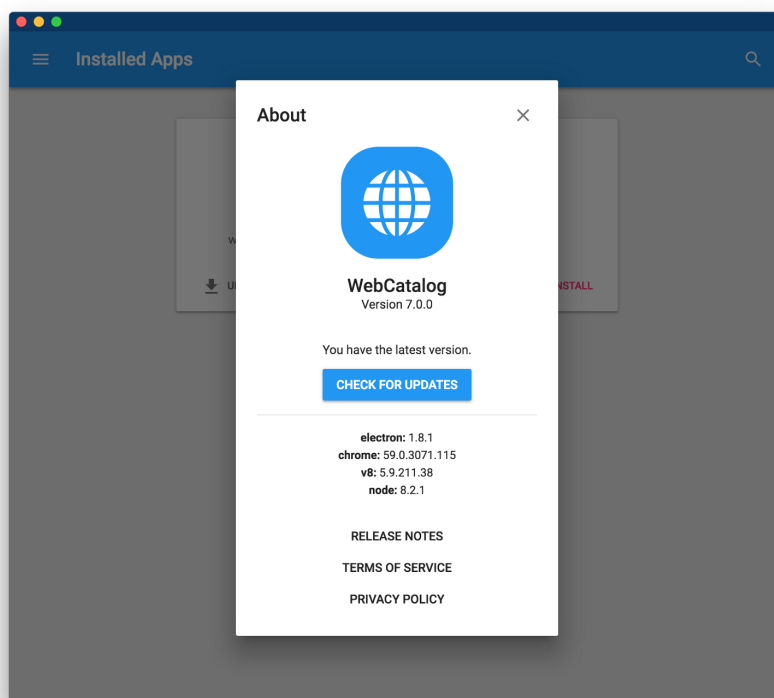 Installed Apps
About
WebCatalog
Version 7.0.0
You have the latest version.
CHECK FOR UPDATES
electron: 1.8.1
chrome: 59.0.3071.115
v8: 5.9.211.38
node: 8.2.1
RELEASE NOTES
TERMS OF SERVICE
PRIVACY POLICY